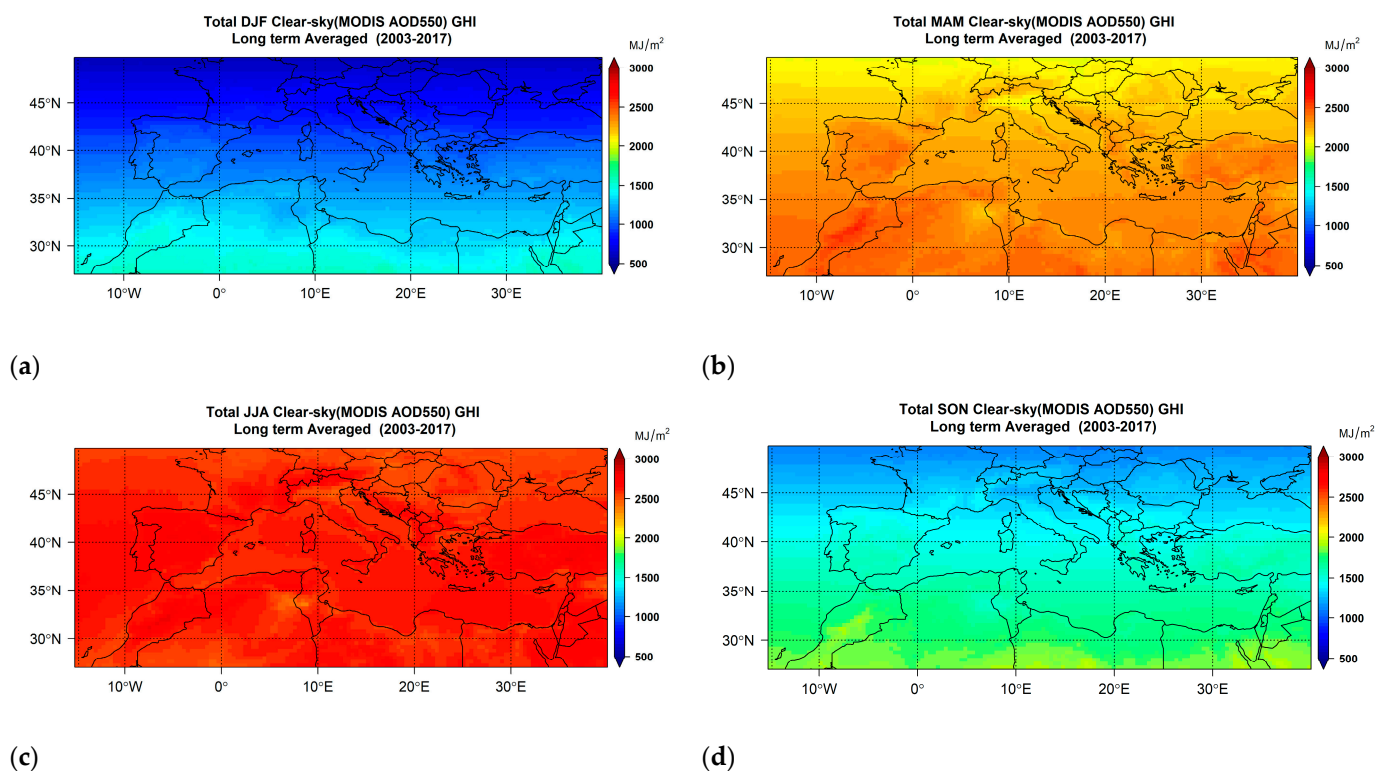 Total DJF Clear-sky(MODIS AOD550) GHI
Long term Averaged (2003-2017)
MJ/m²
3000
2500
2000
1500
1000
500
45°N
40°N
35°N
30°N
10°W 0° 10°E 20°E 30°E
(a)
Total MAM Clear-sky(MODIS AOD550) GHI
Long term Averaged (2003-2017)
MJ/m²
3000
2500
2000
1500
1000
500
45°N
40°N
35°N
30°N
10°W 0° 10°E 20°E 30°E
(b)
Total JJA Clear-sky(MODIS AOD550) GHI
Long term Averaged (2003-2017)
MJ/m²
3000
2500
2000
1500
1000
500
45°N
40°N
35°N
30°N
10°W 0° 10°E 20°E 30°E
(c)
Total SON Clear-sky(MODIS AOD550) GHI
Long term Averaged (2003-2017)
MJ/m²
3000
2500
2000
1500
1000
500
45°N
40°N
35°N
30°N
10°W 0° 10°E 20°E 30°E
(d)